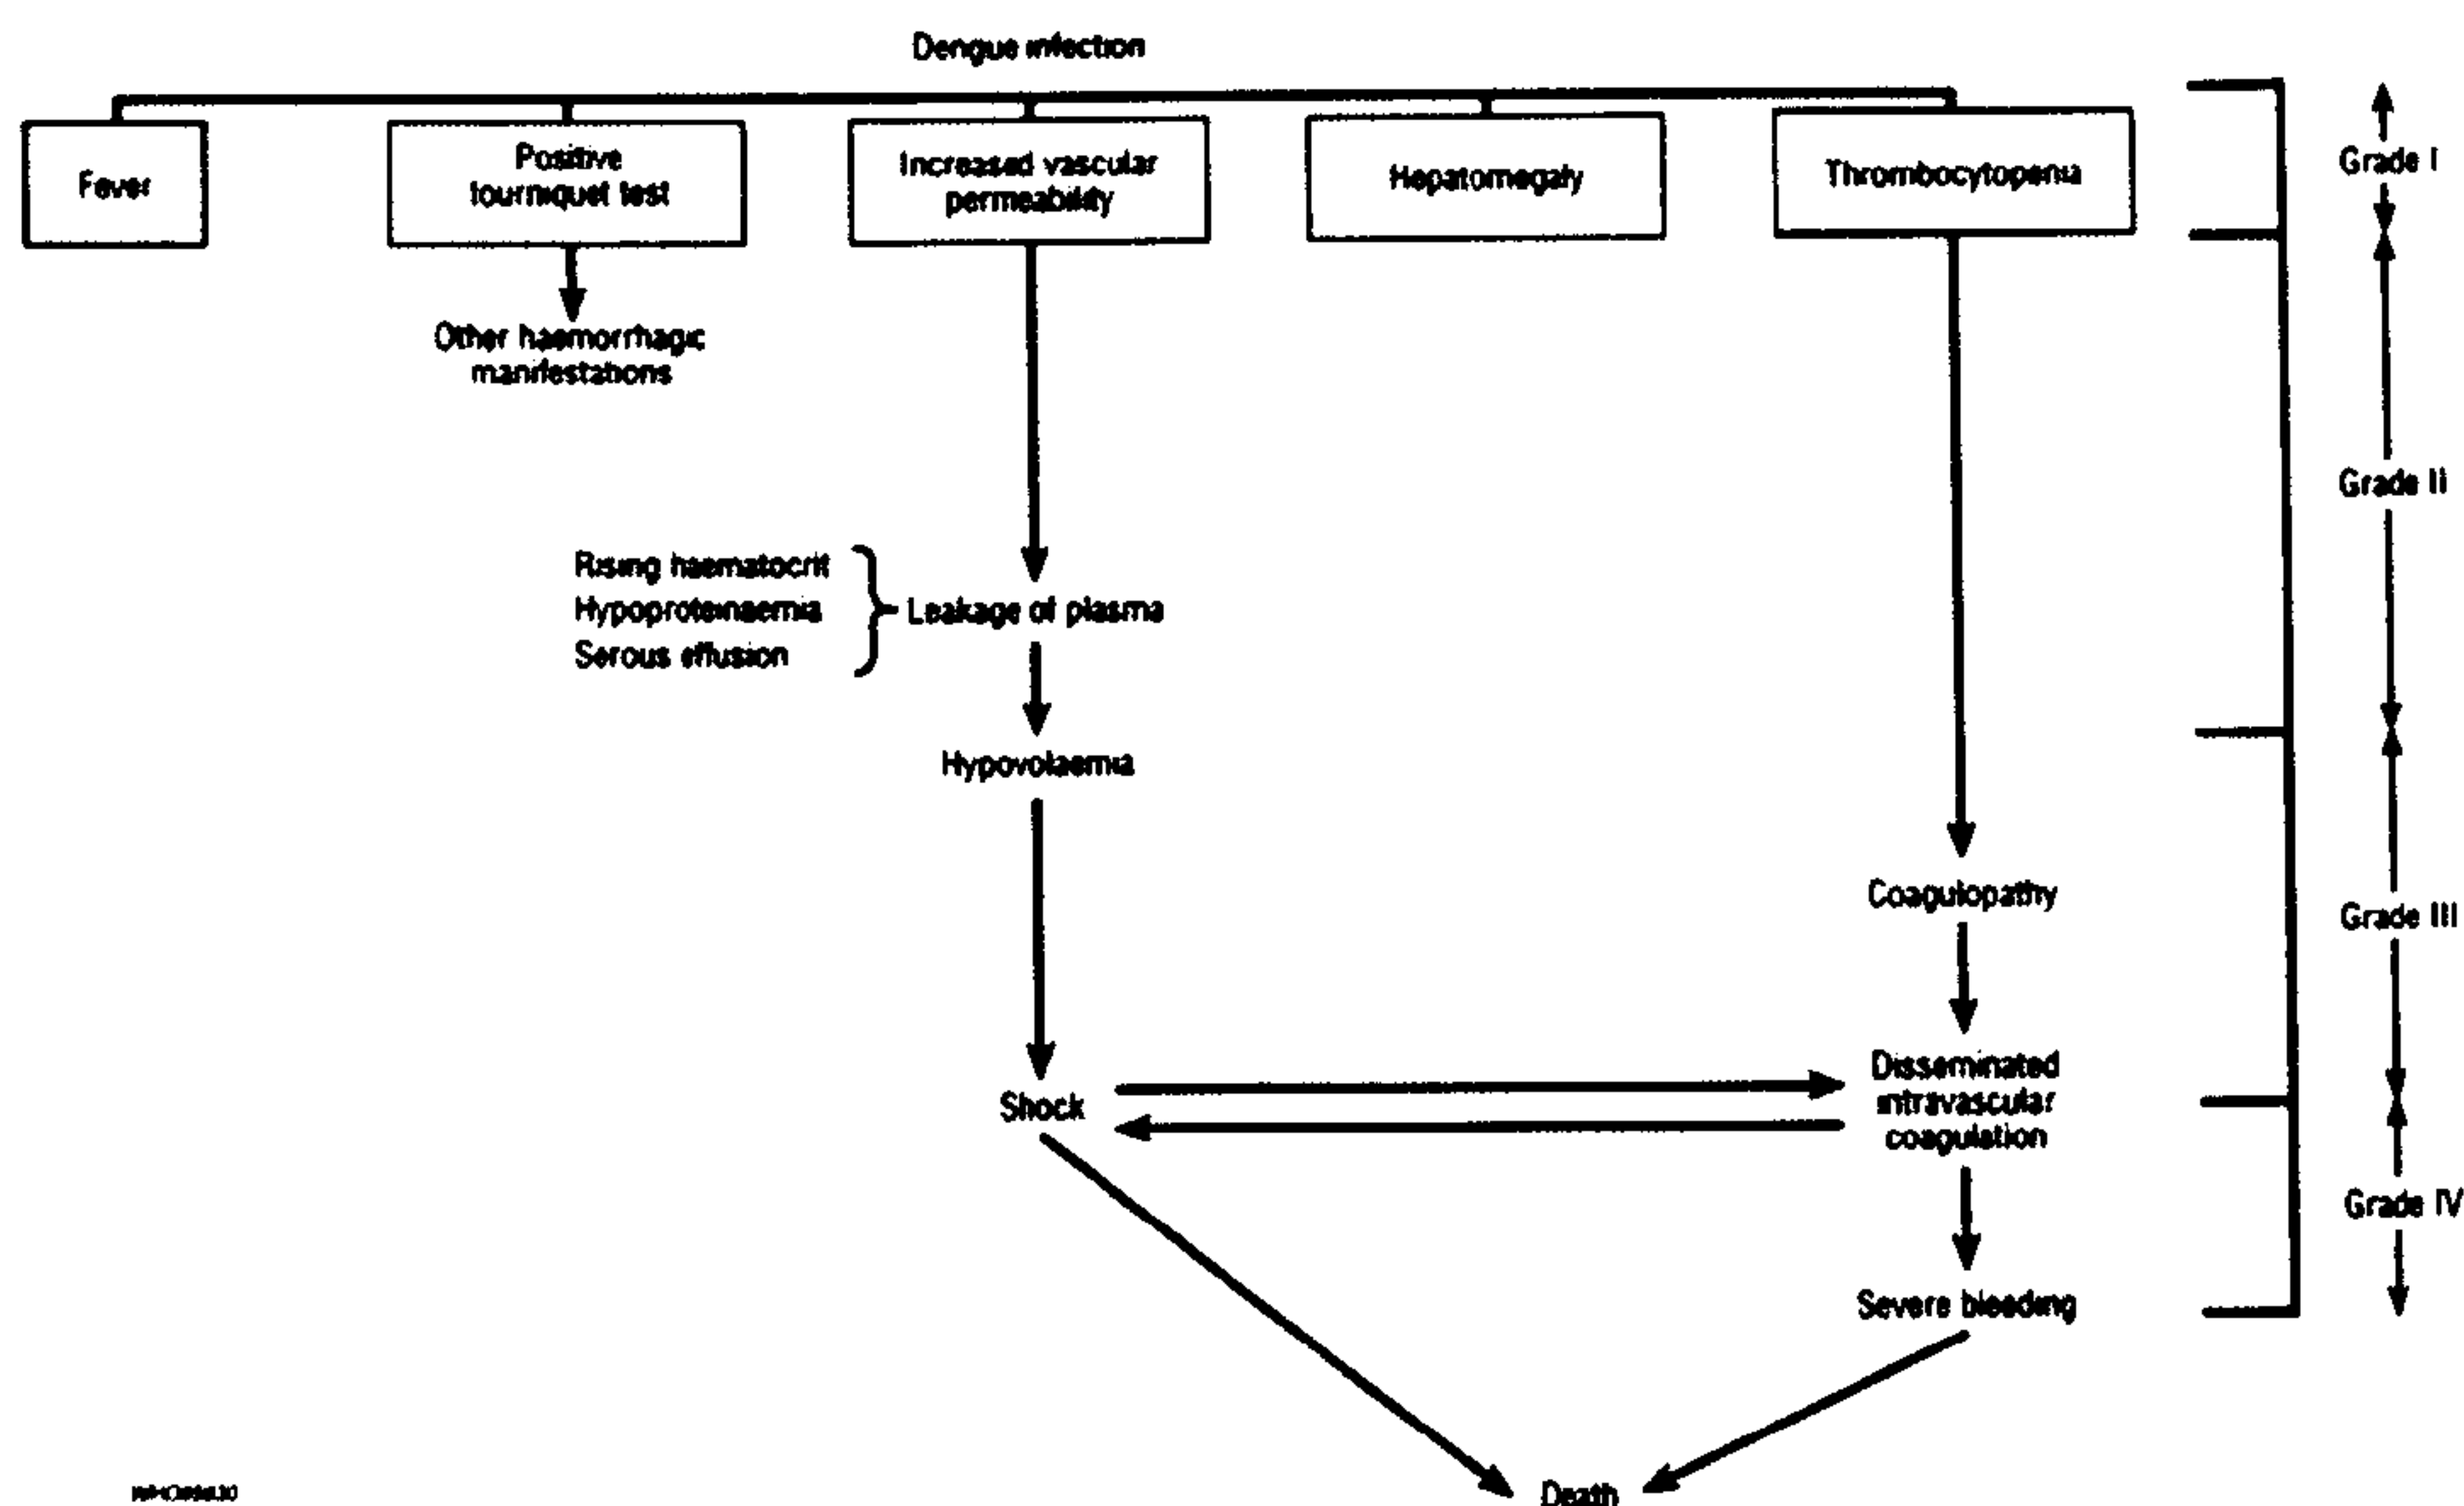 Dengue infection
Fever
Positive
tourniquet test
Increased vascular
permeability
Hepatomegaly
Thrombocytopenia
Grade I
Other haemorrhagic
manifestations
Grade II
Rising haematocrit
Hypoproteinaemia
Serous effusion
Leakage of plasma
Hypovolaemia
Coagulopathy
Grade III
Shock
Disseminated
intravascular
coagulation
Grade IV
Severe bleeding
Death